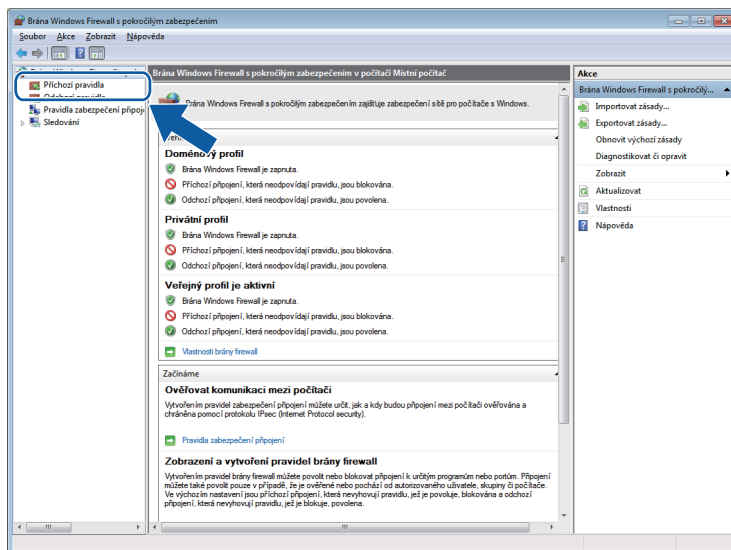 Brána Windows Firewall s pokročilým zabezpečením
Soubor Akce Zobrazit Nápověda
Příchozí pravidla
Odchozí pravidla
Pravidla zabezpečení připoj
Sledování
Brána Windows Firewall s pokročilým zabezpečením v počítači Místní počítač
Brána Windows Firewall s pokročilým zabezpečením zajišťuje zabezpečení sítě pro počítače s Windows.
Doménový profil
Brána Windows Firewall je zapnuta.
Příchozí připojení, která neodpovídají pravidlu, jsou blokována.
Odchozí připojení, která neodpovídají pravidlu, jsou povolena.
Privátní profil
Brána Windows Firewall je zapnuta.
Příchozí připojení, která neodpovídají pravidlu, jsou blokována.
Odchozí připojení, která neodpovídají pravidlu, jsou povolena.
Veřejný profil je aktivní
Brána Windows Firewall je zapnuta.
Příchozí připojení, která neodpovídají pravidlu, jsou blokována.
Odchozí připojení, která neodpovídají pravidlu, jsou povolena.
Vlastnosti brány firewall
Začínáme
Ověřovat komunikaci mezi počítači
Vytvořením pravidel zabezpečení připojení můžete určit, jak a kdy budou připojení mezi počítači ověřována a
chráněna pomocí protokolu IPsec (Internet Protocol security).
Pravidla zabezpečení připojení
Zobrazení a vytvoření pravidel brány firewall
Vytvořením pravidel brány firewall můžete povolit nebo blokovat připojení k určitým programům nebo portům. Připojení
můžete také povolit pouze v případě, že je ověřené nebo pochází od autorizovaného uživatele, skupiny či počítače.
Ve výchozím nastavení jsou příchozí připojení, která nevyhovují pravidlu, jež je povoluje, blokována a odchozí
připojení, která nevyhovují pravidlu, jež je blokuje, povolena.
Akce
Brána Windows Firewall s pokročilý...
Importovat zásady...
Exportovat zásady...
Obnovit výchozí zásady
Diagnostikovat či opravit
Zobrazit
Aktualizovat
Vlastnosti
Nápověda